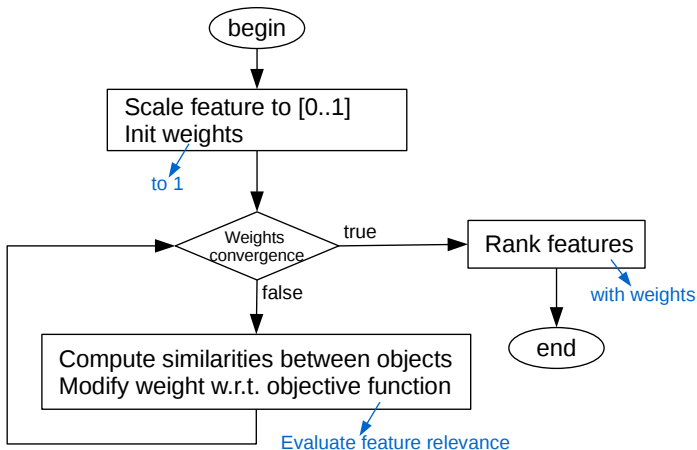 begin
Scale feature to [0..1]
Init weights
to 1
Weights
convergence
true
false
Rank features
with weights
end
Compute similarities between objects
Modify weight w.r.t. objective function
Evaluate feature relevance